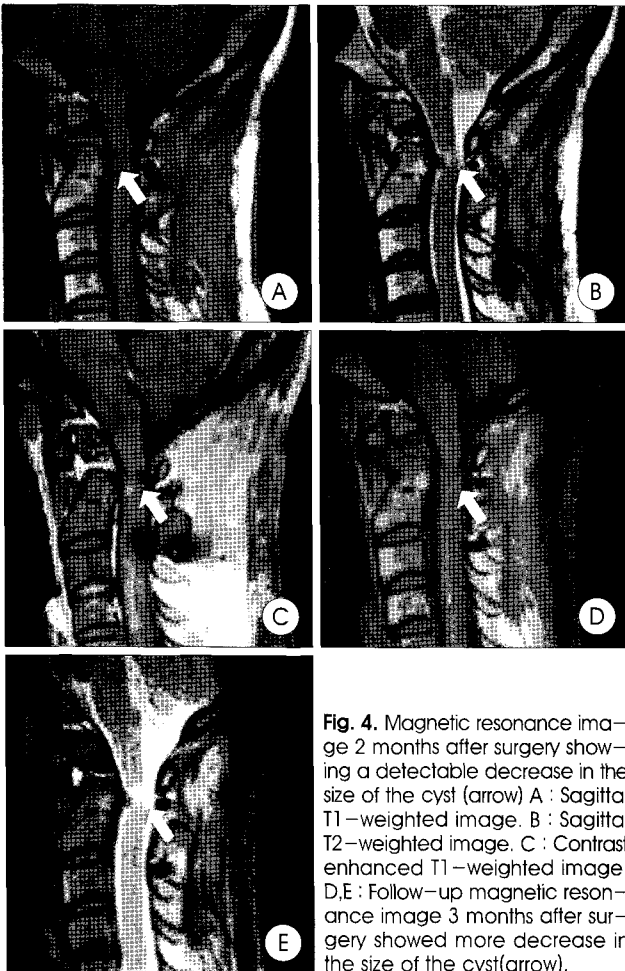 A
B
C
D
E
Fig. 4. Magnetic resonance ima-
ge 2 months after surgery show-
ing a detectable decrease in the
size of the cyst (arrow) A : Sagitta
T1-weighted image. B : Sagitta
T2-weighted image. C : Contrast
enhanced T1-weighted image
D,E : Follow-up magnetic reson-
ance image 3 months after sur-
gery showed more decrease in
the size of the cyst(arrow).